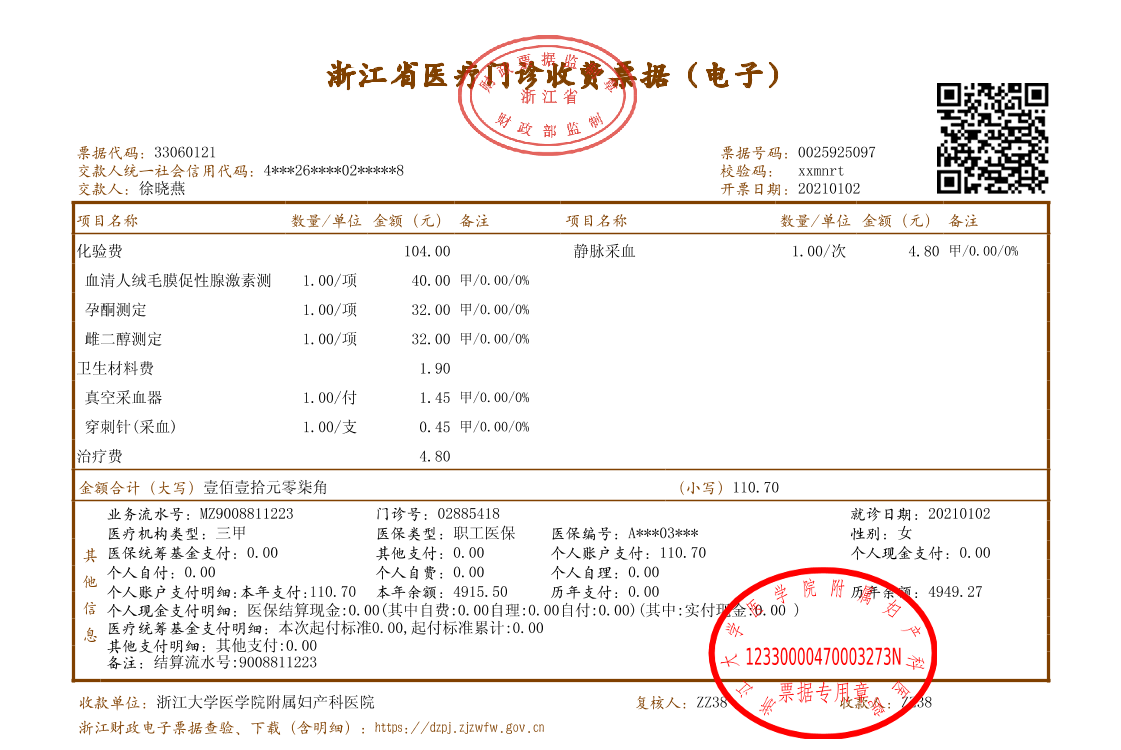 浙江省医疗门诊收费票据（电子）
财政票据监制章
浙江省
财政部监制
票据代码：33060121
票据号码：0025925097
交款人统一社会信用代码：4***26****02*****8
校验码： xxmnrt
交款人：徐晓燕
开票日期：20210102
项目名称 数量/单位 金额（元） 备注 项目名称 数量/单位 金额（元） 备注
化验费 104.00 静脉采血 1.00/次 4.80 甲/0.00/0%
血清人绒毛膜促性腺激素测 1.00/项 40.00 甲/0.00/0%
孕酮测定 1.00/项 32.00 甲/0.00/0%
雌二醇测定 1.00/项 32.00 甲/0.00/0%
卫生材料费 1.90
真空采血器 1.00/付 1.45 甲/0.00/0%
穿刺针(采血) 1.00/支 0.45 甲/0.00/0%
治疗费 4.80
金额合计（大写）壹佰壹拾元零柒角 （小写）110.70
其他信息
业务流水号：MZ9008811223 门诊号：02885418 就诊日期：20210102
医疗机构类型：三甲 医保类型：职工医保 医保编号：A***03*** 性别：女
医保统筹基金支付：0.00 其他支付：0.00 个人账户支付：110.70 个人现金支付：0.00
个人自付：0.00 个人自费：0.00 个人自理：0.00
个人账户支付明细:本年支付:110.70 本年余额：4915.50 历年支付：0.00 历年余额：4949.27
个人现金支付明细：医保结算现金:0.00(其中自费:0.00自理:0.00自付:0.00)(其中:实付现金:0.00 )
医疗统筹基金支付明细：本次起付标准0.00,起付标准累计:0.00
其他支付明细：其他支付:0.00
备注：结算流水号:9008811223
浙江大学医学院附属妇产科医院
12330000470003273N
票据专用章
收款单位：浙江大学医学院附属妇产科医院 复核人：ZZ38 收款人：ZZ38
浙江财政电子票据查验、下载（含明细）：https://dzpj.zjzwfw.gov.cn